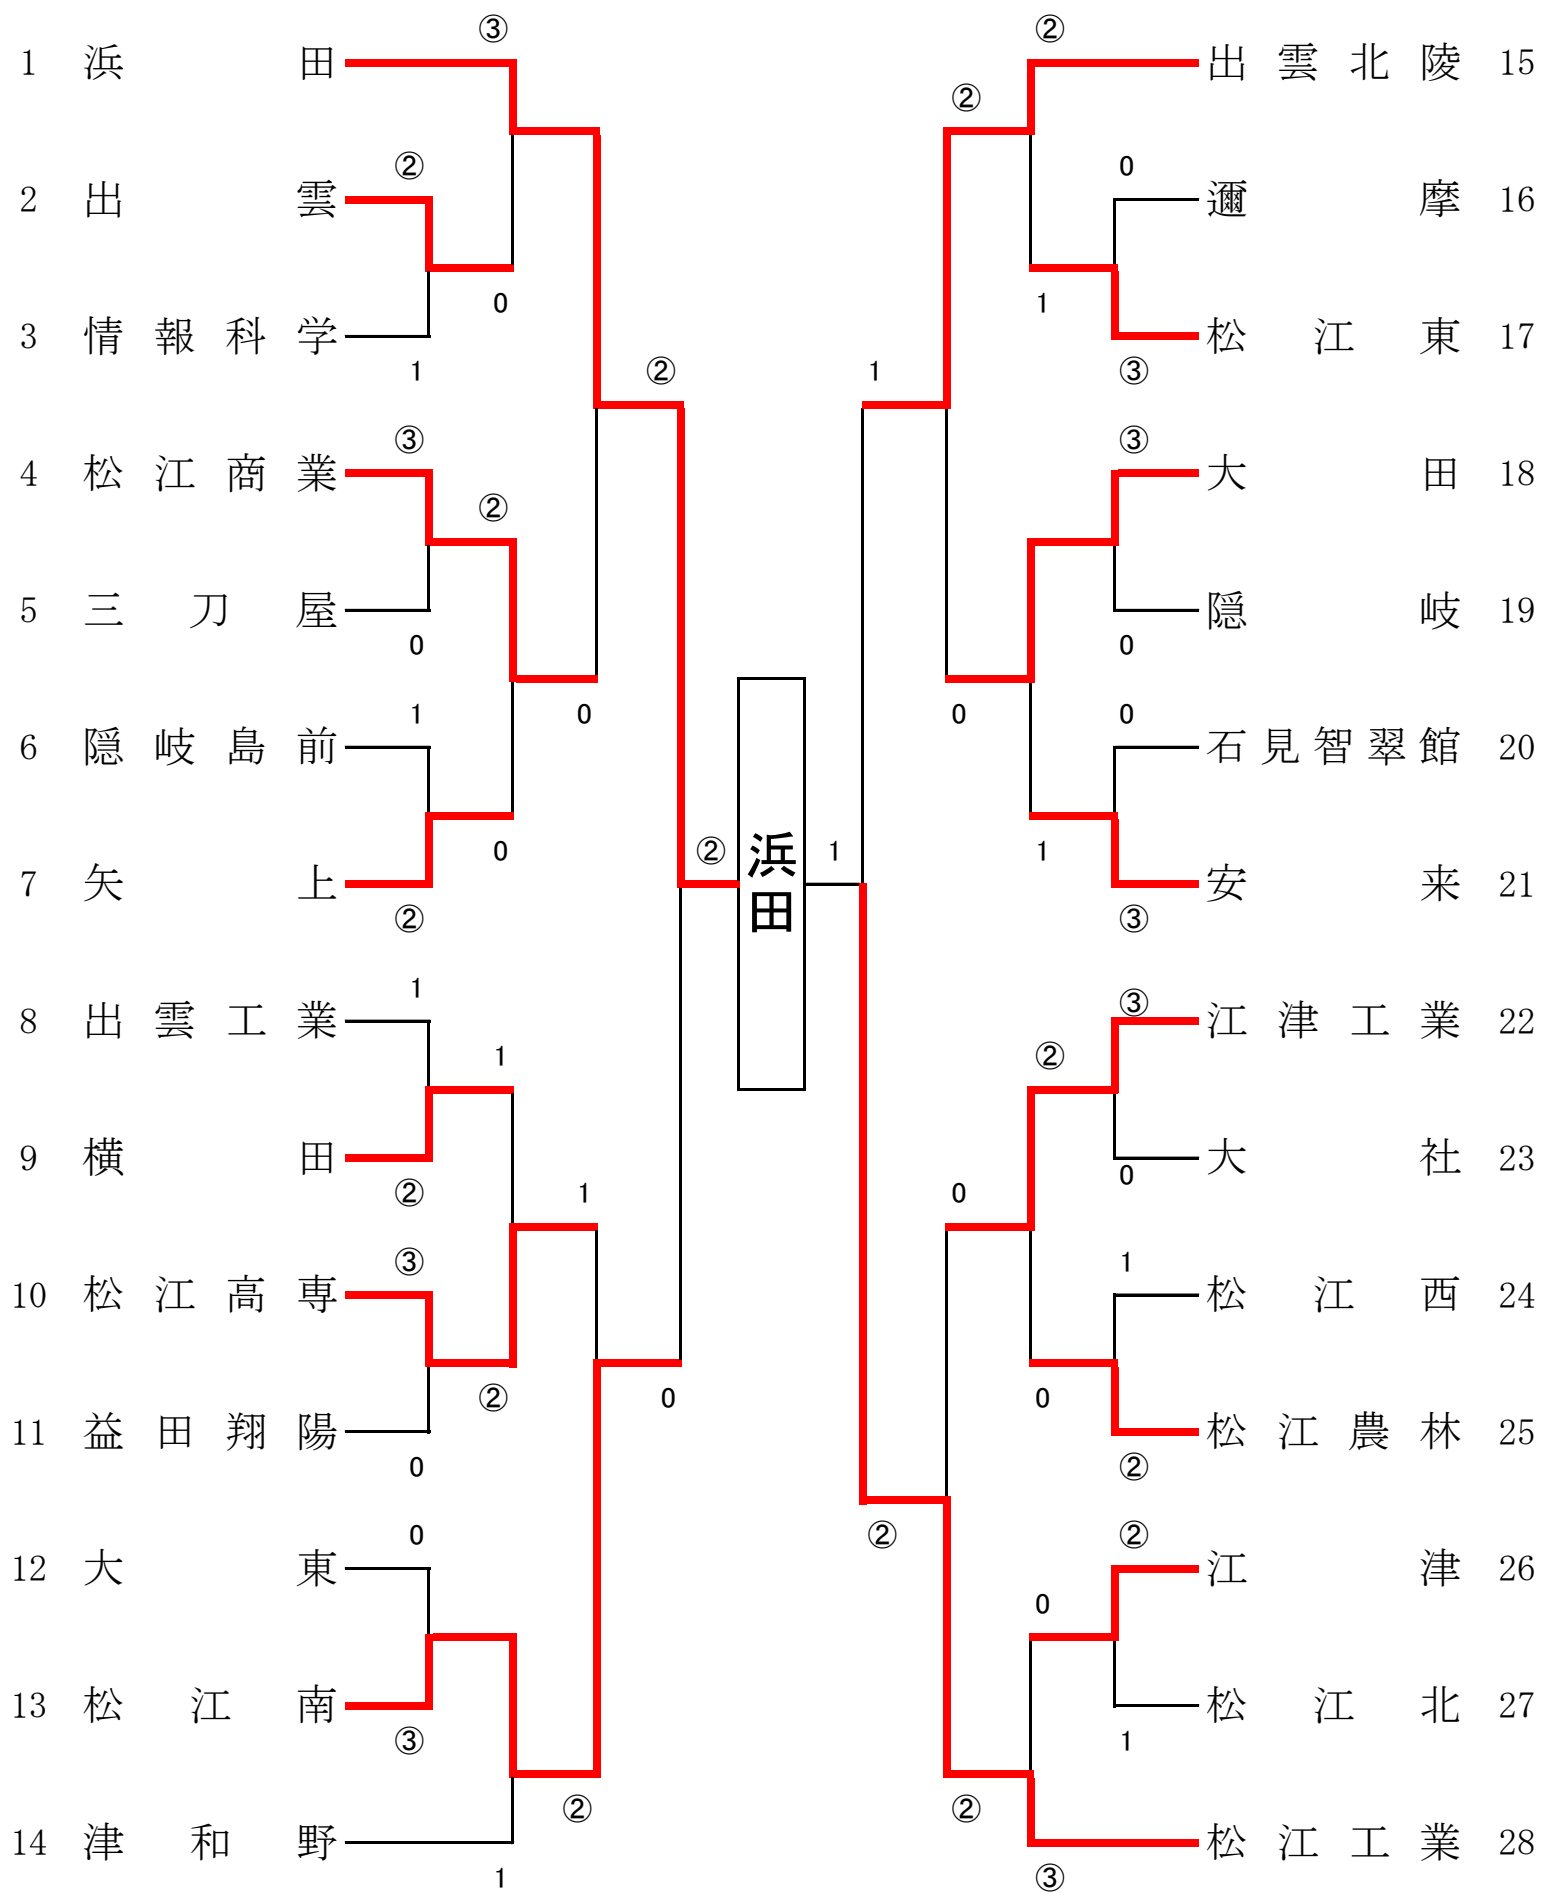 ③ ②
1 浜田 出雲北陵 15
②
② 0
2 出雲 邇摩 16
0 1
3 情報科学 松江東 17
1 ② 1 ③
③ ③
4 松江商業 大田 18
②
5 三刀屋 隠岐 19
0 0
1 0 0 0
6 隠岐島前 石見智翠館 20
0 ② 浜田 1 1
7 矢上 安来 21
② ③
1 ③
8 出雲工業 江津工業 22
1 ②
9 横田 大社 23
② 1 0 0
③ 1
10 松江高専 松江西 24
② 0 0
11 益田翔陽 松江農林 25
0 ②
0 ② ②
12 大東 江津 26
0
13 松江南 松江北 27
③ 1
② ②
14 津和野 松江工業 28
1 ③